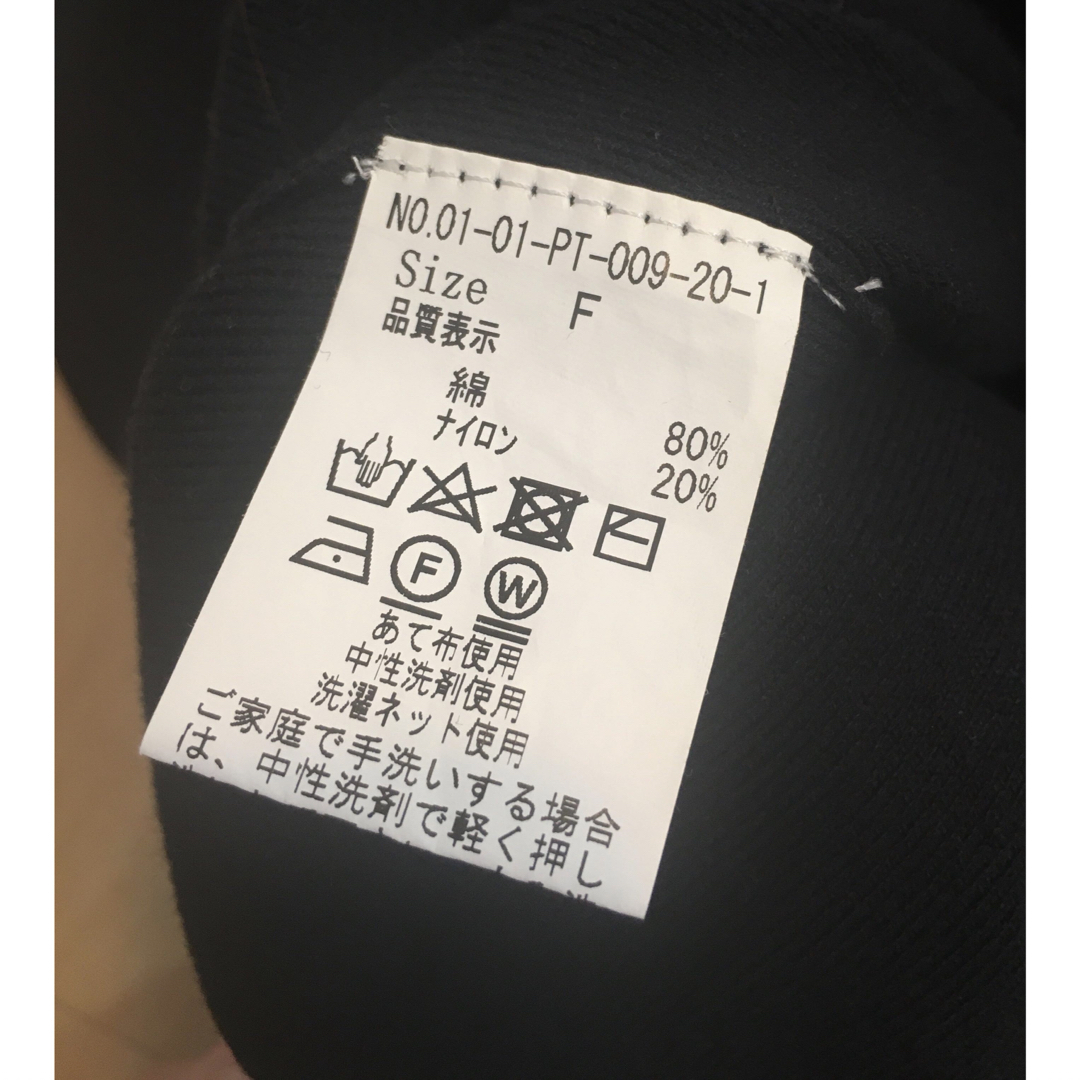 NO.01-01-PT-009-20-1
Size F
品質表示
綿 80%
ナイロン 20%
F W
あて布使用
中性洗剤使用
洗濯ネット使用
ご家庭で手洗いする場合
は、中性洗剤で軽く押し